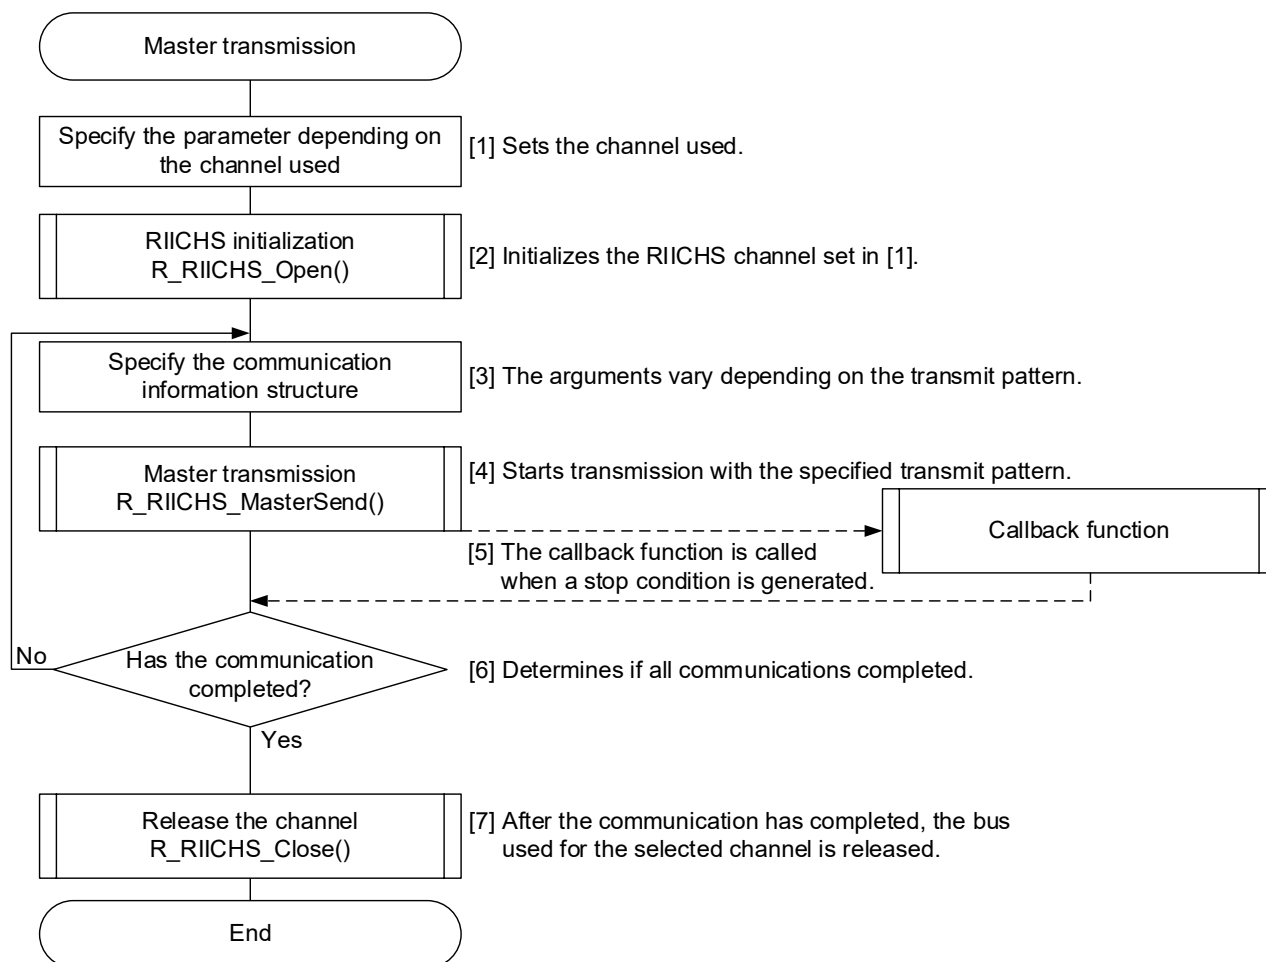 Master transmission
Specify the parameter depending on
the channel used
[1] Sets the channel used.
RIICHS initialization
R_RIICHS_Open()
[2] Initializes the RIICHS channel set in [1].
Specify the communication
information structure
[3] The arguments vary depending on the transmit pattern.
Master transmission
R_RIICHS_MasterSend()
[4] Starts transmission with the specified transmit pattern.
Callback function
[5] The callback function is called
when a stop condition is generated.
No
Has the communication
completed?
[6] Determines if all communications completed.
Yes
Release the channel
R_RIICHS_Close()
[7] After the communication has completed, the bus
used for the selected channel is released.
End